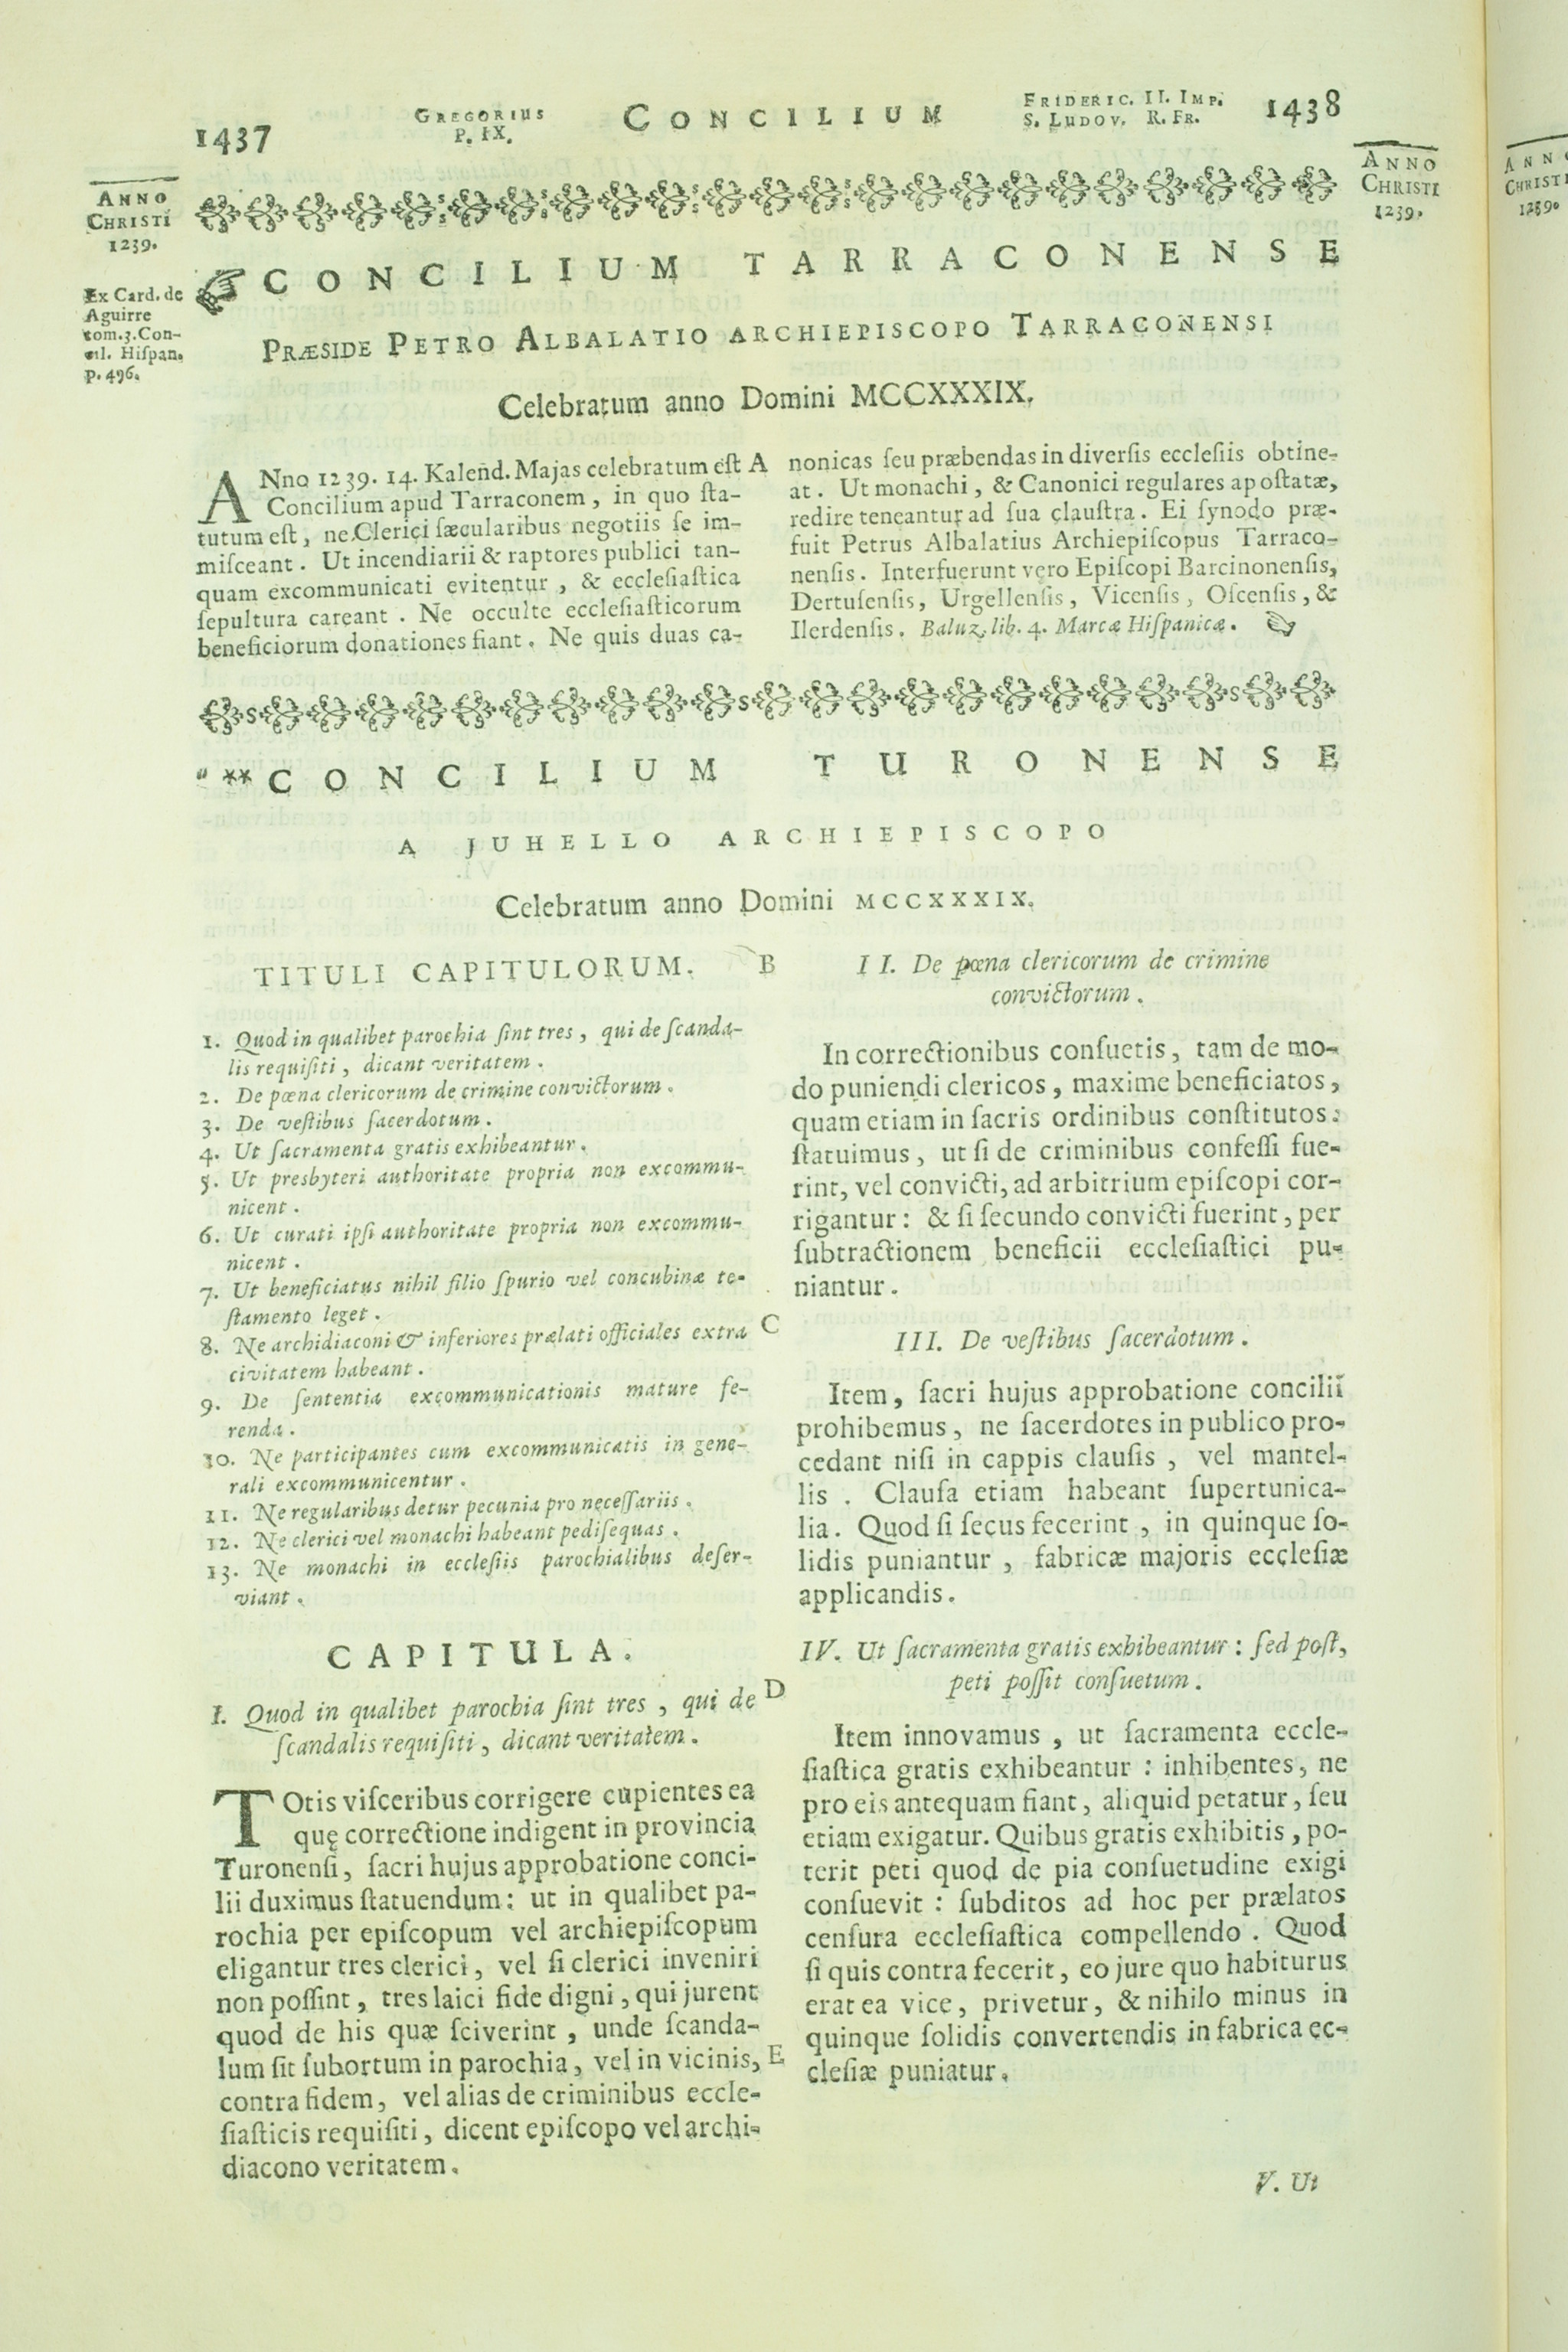 1437
GREGORIUS
P. IX.
CONCILIUM
FRIDERIC. II. IMP.
S. LUDOV. R. FR.
1438
ANNO
CHRISTI
1239.
ANNO
CHRISTI
1239.
Ex Card. de
Aguirre
tom.3.Con-
cil. Hiſpan.
p. 496.
☞ CONCILIUM TARRACONENSE
PRÆSIDE PETRO ALBALATIO ARCHIEPISCOPO TARRACONENSI
Celebratum anno Domini MCCXXXIX.
ANno 1239. 14. Kalend. Majas celebratum eſt
Concilium apud Tarraconem, in quo ſta-
tutum eſt, ne Clerici ſæcularibus negotiis ſe im-
miſceant. Ut incendiarii & raptores publici tan-
quam excommunicati evitentur, & eccleſiaſtica
ſepultura careant. Ne occulte eccleſiaſticorum
beneficiorum donationes fiant. Ne quis duas ca-
A
nonicas ſeu præbendas in diverſis eccleſiis obtine-
at. Ut monachi, & Canonici regulares apoſtatæ,
redire teneantur ad ſua clauſtra. Ei ſynodo præ-
fuit Petrus Albalatius Archiepiſcopus Tarraco-
nenſis. Interfuerunt vero Epiſcopi Barcinonenſis,
Dertuſenſis, Urgellenſis, Vicenſis, Oſcenſis, &
Ilerdenſis. Baluz. lib. 4. Marcæ Hiſpanicæ.
** CONCILIUM TURONENSE
A JUHELLO ARCHIEPISCOPO
Celebratum anno Domini MCCXXXIX.
TITULI CAPITULORUM.
1. Quod in qualibet parochia ſint tres, qui de ſcanda-
lis requiſiti, dicant veritatem.
2. De pœna clericorum de crimine convictorum.
3. De veſtibus ſacerdotum.
4. Ut ſacramenta gratis exhibeantur.
5. Ut presbyteri authoritate propria non excommu-
nicent.
6. Ut curati ipſi authoritate propria non excommu-
nicent.
7. Ut beneficiatus nihil filio ſpurio vel concubinæ te-
ſtamento leget.
8. Ne archidiaconi & inferiores prælati officiales extra
civitatem habeant.
9. De ſententia excommunicationis mature fe-
renda.
10. Ne participantes cum excommunicatis in gene-
rali excommunicentur.
11. Ne regularibus detur pecunia pro neceſſariis.
12. Ne clerici vel monachi habeant pediſequas.
13. Ne monachi in eccleſiis parochialibus deſer-
viant.
CAPITULA.
I. Quod in qualibet parochia ſint tres, qui de
ſcandalis requiſiti, dicant veritatem.
TOtis viſceribus corrigere cupientes ea
quę correctione indigent in provincia
Turonenſi, ſacri hujus approbatione conci-
lii duximus ſtatuendum: ut in qualibet pa-
rochia per epiſcopum vel archiepiſcopum
eligantur tres clerici, vel ſi clerici inveniri
non poſſint, tres laici fide digni, qui jurent
quod de his quæ ſciverint, unde ſcanda-
lum ſit ſubortum in parochia, vel in vicinis,
contra fidem, vel alias de criminibus eccle-
ſiaſticis requiſiti, dicent epiſcopo vel archi-
diacono veritatem.
B
C
D
E
II. De pœna clericorum de crimine
convictorum.
In correctionibus conſuetis, tam de mo-
do puniendi clericos, maxime beneficiatos,
quam etiam in ſacris ordinibus conſtitutos:
ſtatuimus, ut ſi de criminibus confeſſi fue-
rint, vel convicti, ad arbitrium epiſcopi cor-
rigantur: & ſi ſecundo convicti fuerint, per
ſubtractionem beneficii eccleſiaſtici pu-
niantur.
III. De veſtibus ſacerdotum.
Item, ſacri hujus approbatione concilii
prohibemus, ne ſacerdotes in publico pro-
cedant niſi in cappis clauſis, vel mantel-
lis. Clauſa etiam habeant ſupertunica-
lia. Quod ſi ſecus fecerint, in quinque ſo-
lidis puniantur, fabricæ majoris eccleſiæ
applicandis.
IV. Ut ſacramenta gratis exhibeantur: ſed poſt,
peti poſſit conſuetum.
Item innovamus, ut ſacramenta eccle-
ſiaſtica gratis exhibeantur: inhibentes, ne
pro eis antequam fiant, aliquid petatur, ſeu
etiam exigatur. Quibus gratis exhibitis, po-
terit peti quod de pia conſuetudine exigi
conſuevit: ſubditos ad hoc per prælatos
cenſura eccleſiaſtica compellendo. Quod
ſi quis contra fecerit, eo jure quo habiturus
erat ea vice, privetur, & nihilo minus in
quinque ſolidis convertendis in fabrica ec-
cleſiæ puniatur.
V. Ut
ANNO
CHRISTI
1239.